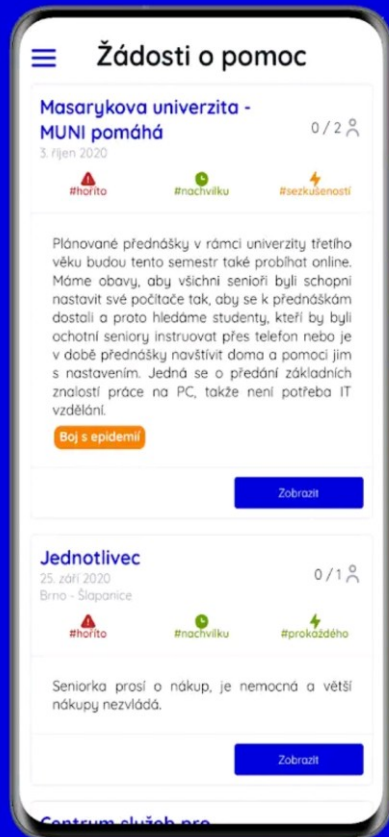 Žádosti o pomoc
Masarykova univerzita -
MUNI pomáhá
0 / 2
3. říjen 2020
#hoříto
#nachvilku
#sezkušeností
Plánované přednášky v rámci univerzity třetího
věku budou tento semestr také probíhat online.
Máme obavy, aby všichni senioři byli schopni
nastavit své počítače tak, aby se k přednáškám
dostali a proto hledáme studenty, kteří by byli
ochotní seniory instruovat přes telefon nebo je
v době přednášky navštívit doma a pomoci jim
s nastavením. Jedná se o předání základních
znalostí práce na PC, takže není potřeba IT
vzdělání.
Boj s epidemií
Zobrazit
Jednotlivec
0 / 1
25. září 2020
Brno - Šlapanice
#hoříto
#nachvilku
#prokaždého
Seniorka prosí o nákup, je nemocná a větší
nákupy nezvládá.
Zobrazit
Centrum služeb pro